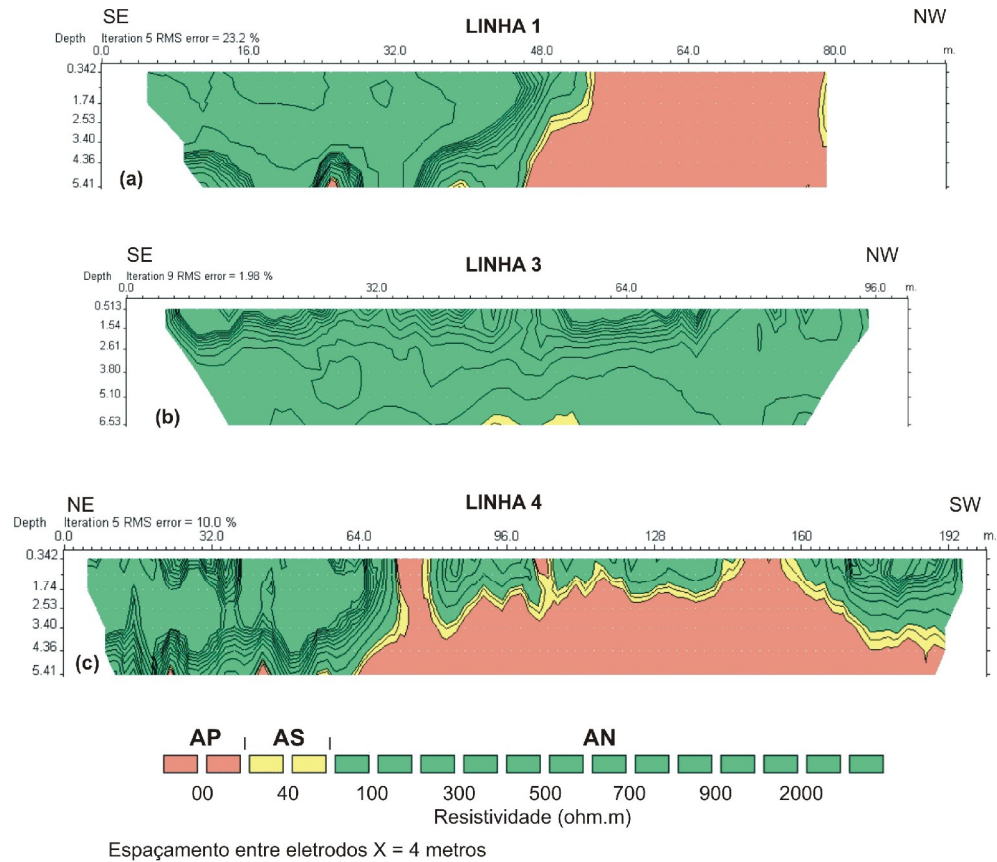 SE LINHA 1 NW
Depth Iteration 5 RMS error = 23.2 %
0.0 16.0 32.0 48.0 64.0 80.0 m.
0.342
1.74
2.53
3.40
4.36
5.41
(a)
SE LINHA 3 NW
Depth Iteration 9 RMS error = 1.98 %
0.0 32.0 64.0 96.0 m.
0.513
1.54
2.61
3.80
5.10
6.53
(b)
NE LINHA 4 SW
Depth Iteration 5 RMS error = 10.0 %
0.0 32.0 64.0 96.0 128 160 192 m.
0.342
1.74
2.53
3.40
4.36
5.41
(c)
AP AS AN
00 40 100 300 500 700 900 2000
Resistividade (ohm.m)
Espaçamento entre eletrodos X = 4 metros